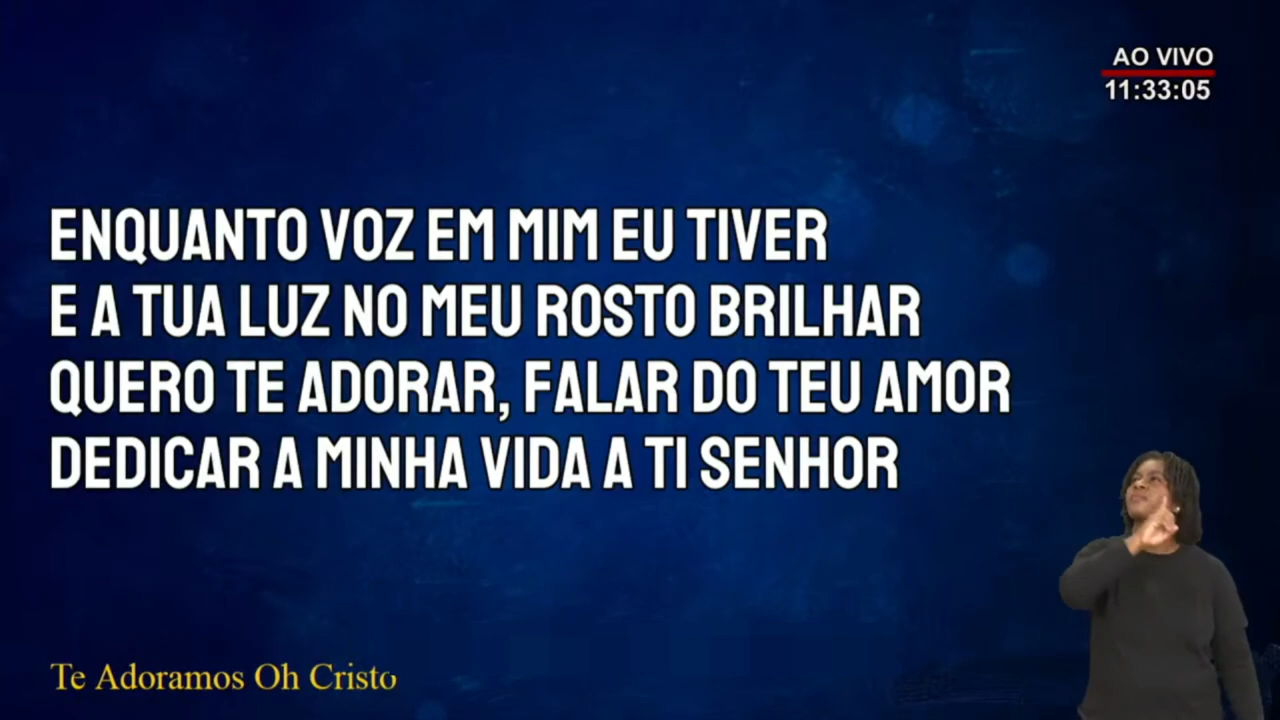 AO VIVO
11:33:05
ENQUANTO VOZ EM MIM EU TIVER
E A TUA LUZ NO MEU ROSTO BRILHAR
QUERO TE ADORAR, FALAR DO TEU AMOR
DEDICAR A MINHA VIDA A TI SENHOR
Te Adoramos Oh Cristo